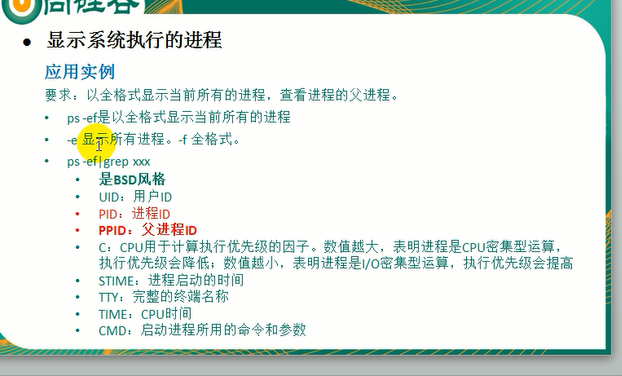 显示系统执行的进程
应用实例
要求：以全格式显示当前所有的进程，查看进程的父进程。
ps -ef是以全格式显示当前所有的进程
-e 显示所有进程。-f 全格式。
ps -ef|grep xxx
是BSD风格
UID：用户ID
PID：进程ID
PPID：父进程ID
C：CPU用于计算执行优先级的因子。数值越大，表明进程是CPU密集型运算，
执行优先级会降低；数值越小，表明进程是I/O密集型运算，执行优先级会提高
STIME：进程启动的时间
TTY：完整的终端名称
TIME：CPU时间
CMD：启动进程所用的命令和参数